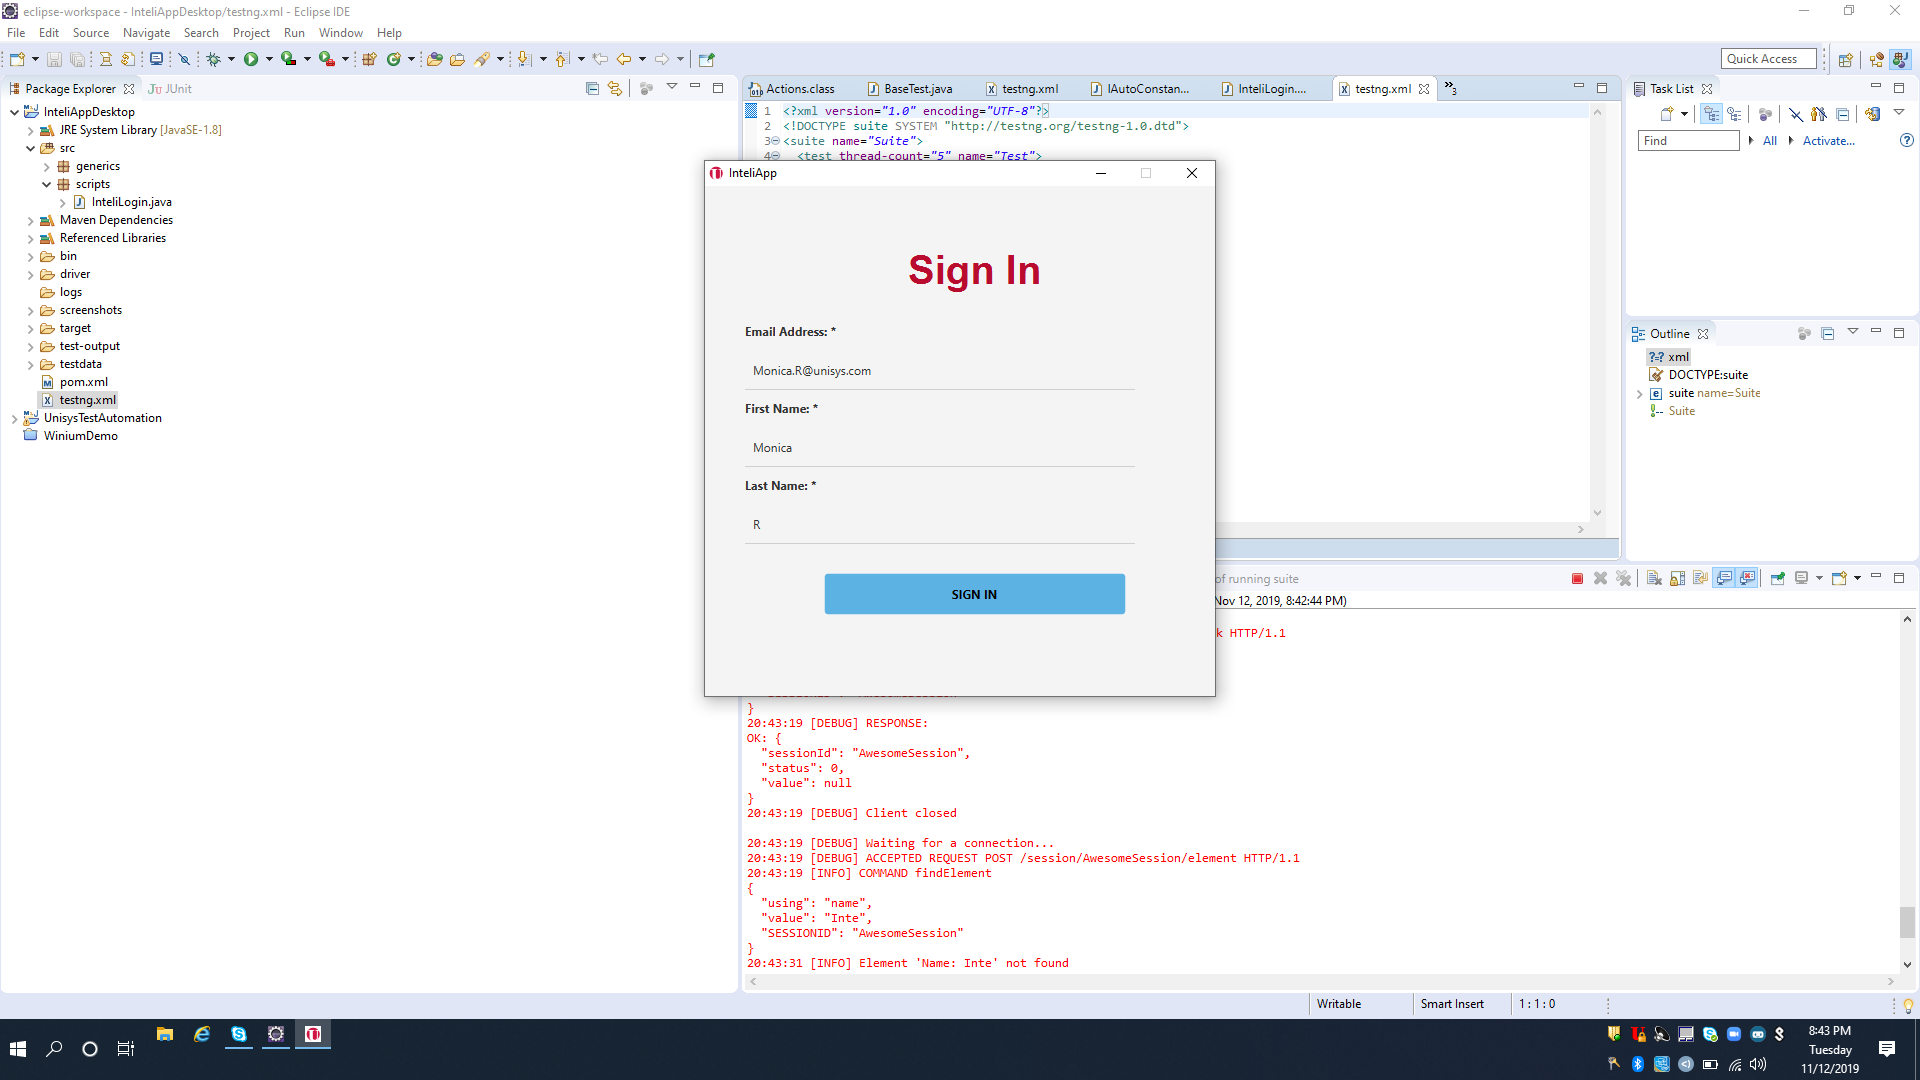 eclipse-workspace - InteliAppDesktop/testng.xml - Eclipse IDE
File Edit Source Navigate Search Project Run Window Help
Quick Access
Package Explorer
JUnit
InteliAppDesktop
JRE System Library [JavaSE-1.8]
src
generics
scripts
InteliLogin.java
Maven Dependencies
Referenced Libraries
bin
driver
logs
screenshots
target
test-output
testdata
pom.xml
testng.xml
UnisysTestAutomation
WiniumDemo
Actions.class BaseTest.java testng.xml IAutoConstan... InteliLogin.... testng.xml »3
1 <?xml version="1.0" encoding="UTF-8"?>
2 <!DOCTYPE suite SYSTEM "http://testng.org/testng-1.0.dtd">
3 <suite name="Suite">
4 <test thread-count="5" name="Test">
InteliApp
Sign In
Email Address: *
Monica.R@unisys.com
First Name: *
Monica
Last Name: *
R
SIGN IN
Task List
Find
All
Activate...
Outline
xml
DOCTYPE:suite
suite name=Suite
Suite
of running suite
Nov 12, 2019, 8:42:44 PM)
k HTTP/1.1
}
20:43:19 [DEBUG] RESPONSE:
OK: {
"sessionId": "AwesomeSession",
"status": 0,
"value": null
}
20:43:19 [DEBUG] Client closed
20:43:19 [DEBUG] Waiting for a connection...
20:43:19 [DEBUG] ACCEPTED REQUEST POST /session/AwesomeSession/element HTTP/1.1
20:43:19 [INFO] COMMAND findElement
{
"using": "name",
"value": "Inte",
"SESSIONID": "AwesomeSession"
}
20:43:31 [INFO] Element 'Name: Inte' not found
Writable
Smart Insert
1 : 1 : 0
8:43 PM
Tuesday
11/12/2019